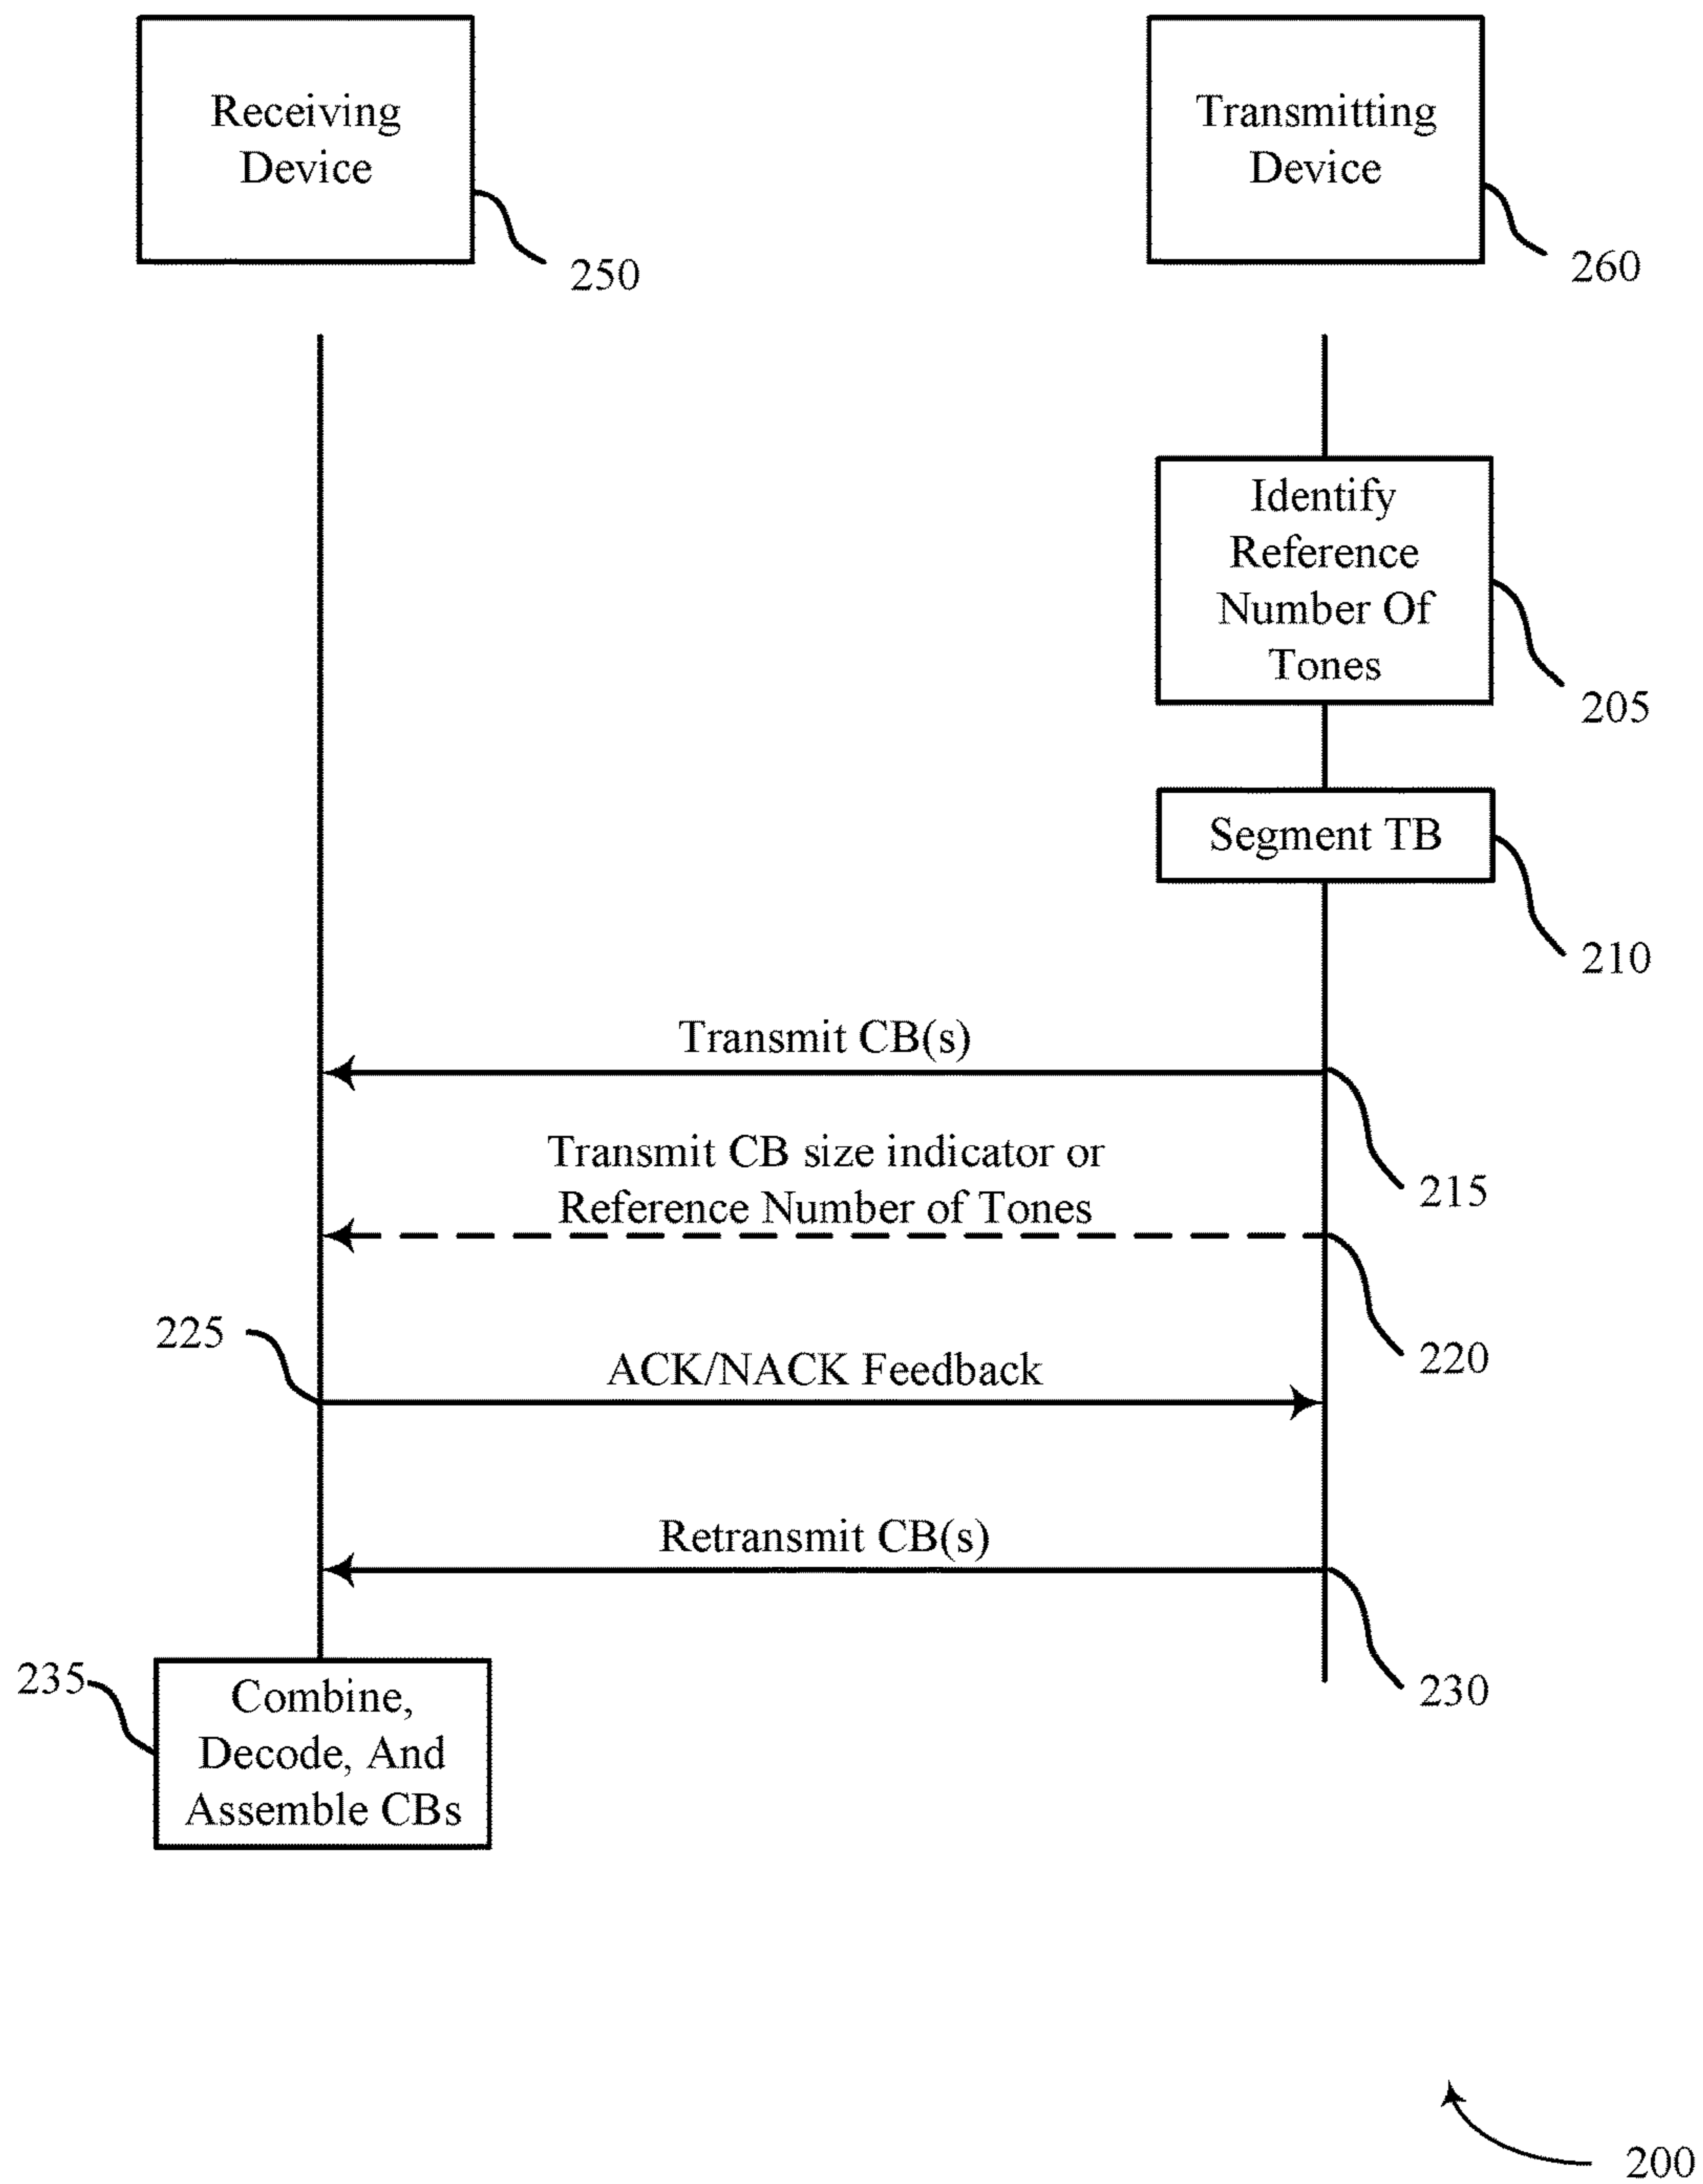 Receiving
Device
250
Transmitting
Device
260
Identify
Reference
Number Of
Tones
205
Segment TB
210
Transmit CB(s)
215
Transmit CB size indicator or
Reference Number of Tones
220
225
ACK/NACK Feedback
Retransmit CB(s)
230
235
Combine,
Decode, And
Assemble CBs
200